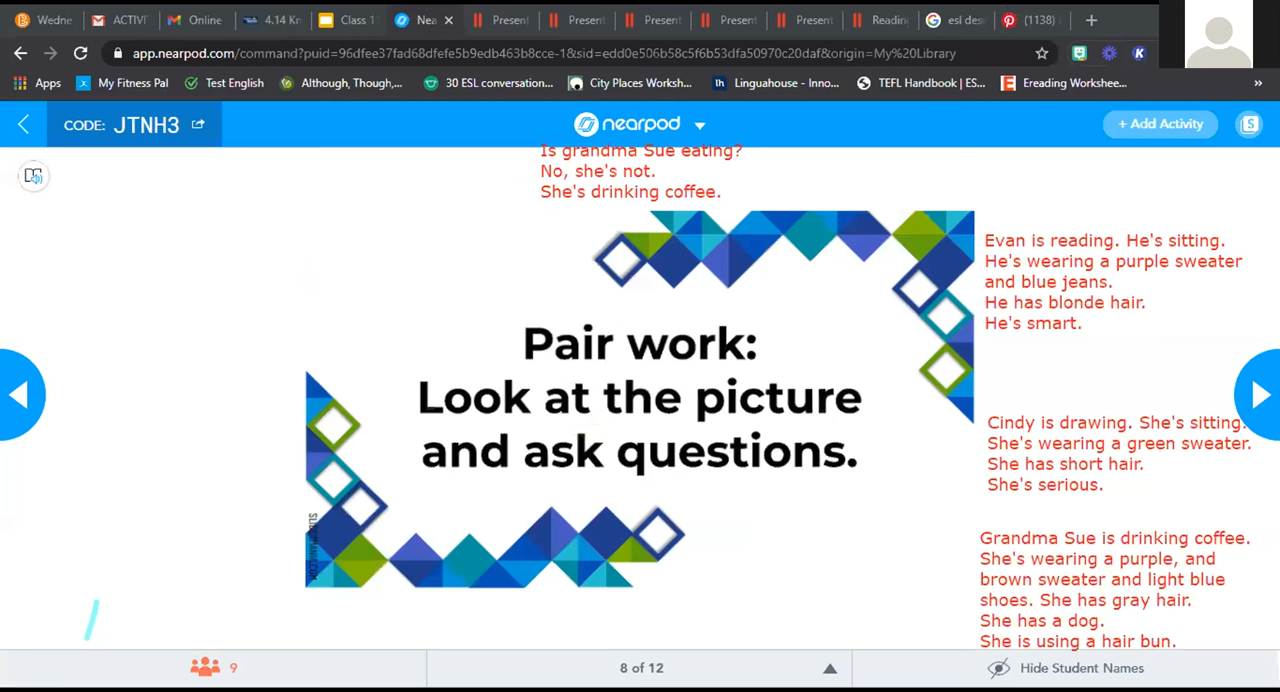 Wedne
ACTIVI
Online
4.14 Kn
Class 1
Nea
Present
Present
Present
Present
Present
Readin
esl des
(1138)
app.nearpod.com/command?puid=96dfee37fad68dfefe5b9edb463b8cce-1&sid=edd0e506b58c5f6b53dfa50970c20daf&origin=My%20Library
Apps
My Fitness Pal
Test English
Although, Though,...
30 ESL conversation...
City Places Worksh...
Linguahouse - Inno...
TEFL Handbook | ES...
Ereading Workshee...
CODE: JTNH3
nearpod
+ Add Activity
Is grandma Sue eating?
No, she's not.
She's drinking coffee.
Evan is reading. He's sitting.
He's wearing a purple sweater
and blue jeans.
He has blonde hair.
He's smart.
Pair work:
Look at the picture
and ask questions.
Cindy is drawing. She's sitting.
She's wearing a green sweater.
She has short hair.
She's serious.
Grandma Sue is drinking coffee.
She's wearing a purple, and
brown sweater and light blue
shoes. She has gray hair.
She has a dog.
She is using a hair bun.
9
8 of 12
Hide Student Names